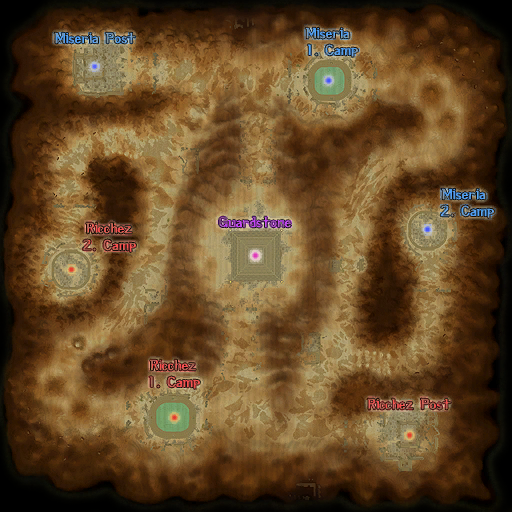 Miseria Post
Miseria
1. Camp
Miseria
2. Camp
Guardstone
Ricchez
2. Camp
Ricchez
1. Camp
Ricchez Post